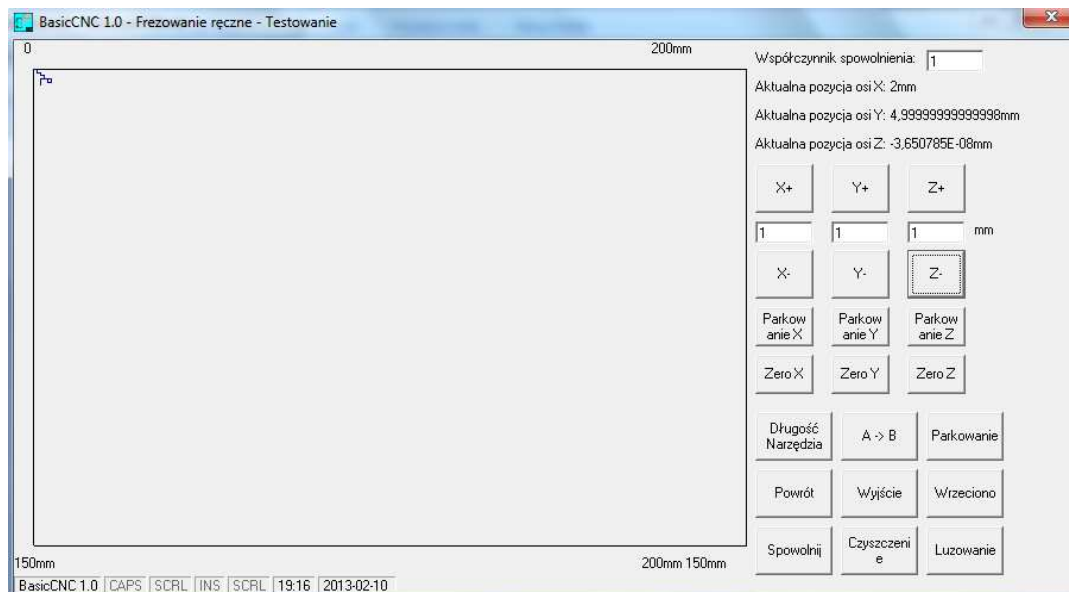 BasicCNC 1.0 - Frezowanie ręczne - Testowanie
0
200mm
Współczynnik spowolnienia: 1
Aktualna pozycja osi X: 2mm
Aktualna pozycja osi Y: 4,99999999999998mm
Aktualna pozycja osi Z: -3,650785E-08mm
X+ Y+ Z+
1 1 1 mm
X- Y- Z-
Parkow Parkow Parkow
anie X anie Y anie Z
Zero X Zero Y Zero Z
Długość
Narzędzia
A -> B
Parkowanie
Powrót Wyjście Wrzeciono
Spowolnij
Czyszczeni
e
Luzowanie
150mm
200mm 150mm
BasicCNC 1.0 CAPS SCRL INS SCRL 19:16 2013-02-10